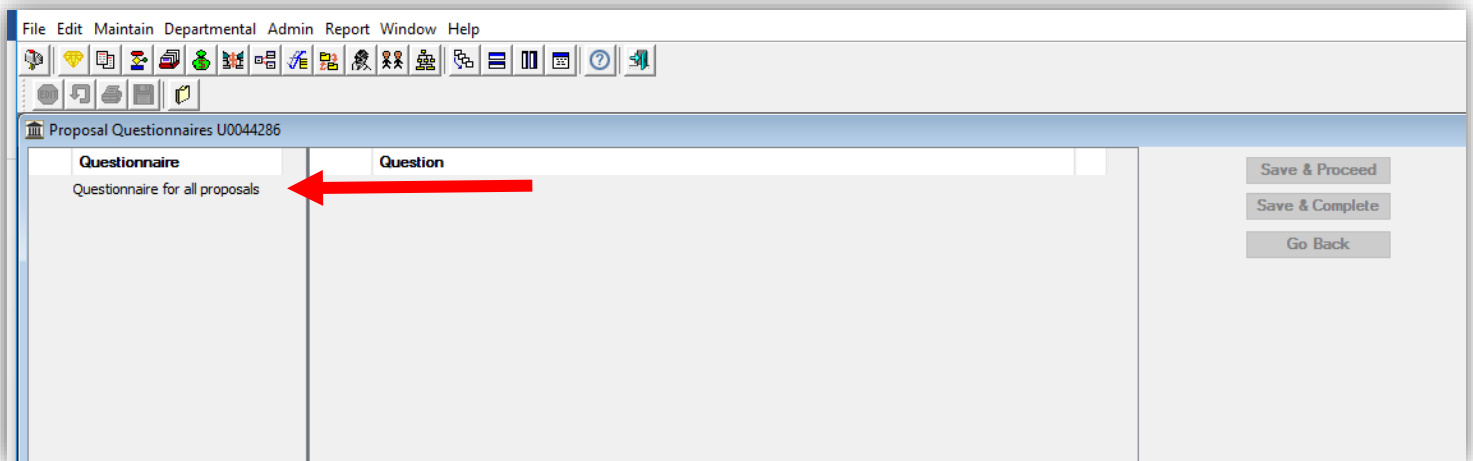 File Edit Maintain Departmental Admin Report Window Help
EDIT
Proposal Questionnaires U0044286
Questionnaire Question
Save & Proceed
Questionnaire for all proposals
Save & Complete
Go Back